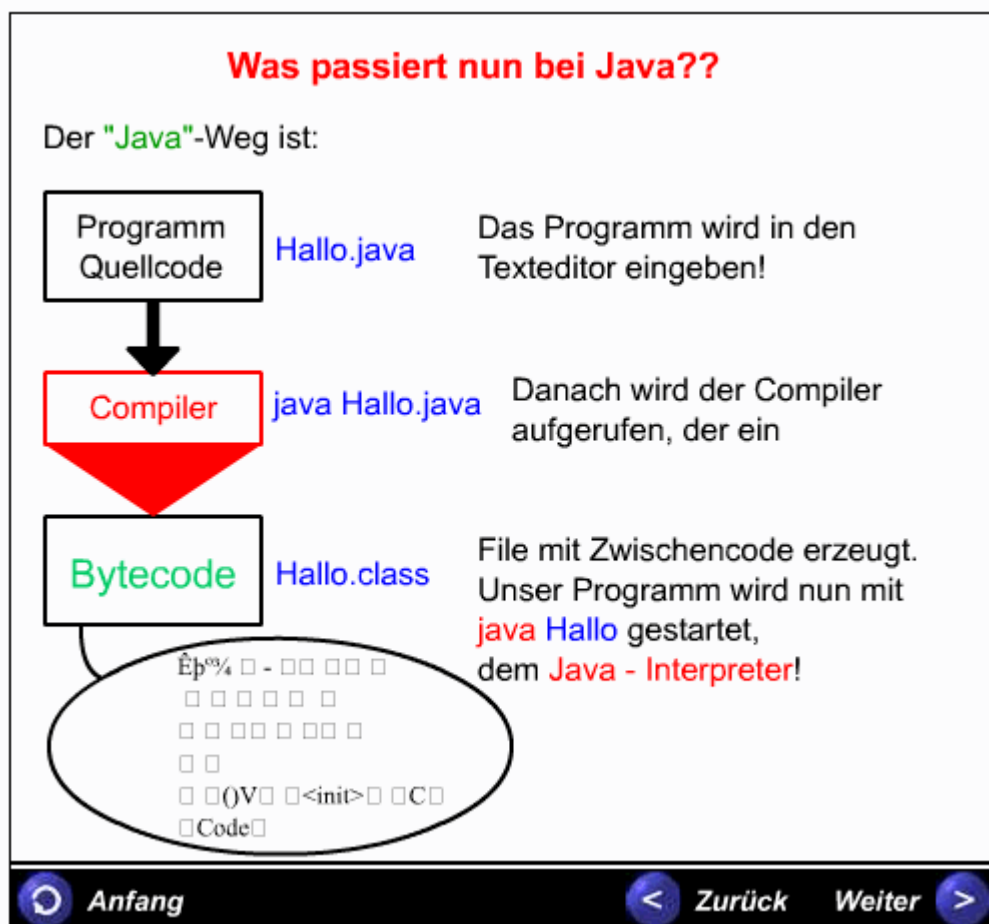 Was passiert nun bei Java??
Der "Java"-Weg ist:
Programm
Quellcode
Hallo.java
Das Programm wird in den
Texteditor eingeben!
Compiler
java Hallo.java
Danach wird der Compiler
aufgerufen, der ein
Bytecode
Hallo.class
File mit Zwischencode erzeugt.
Unser Programm wird nun mit
java Hallo gestartet,
dem Java - Interpreter!
Êþº¾ □ - □□ □□ □
□ □ □ □ □ □
□ □ □□ □ □□ □
□ □
□ □()V□ □<init>□ □C□
□Code□
Anfang
< Zurück
Weiter >